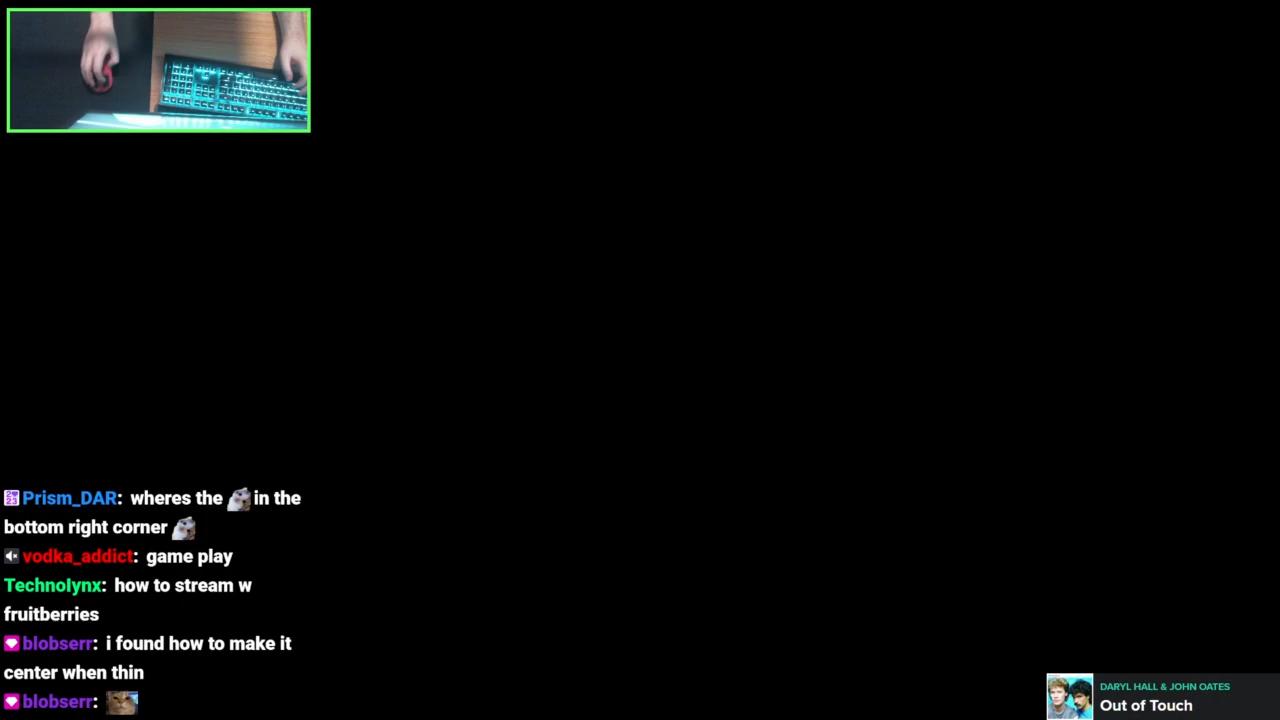 Prism_DAR: wheres the in the
bottom right corner
vodka_addict: game play
Technolynx: how to stream w
fruitberries
blobserr: i found how to make it
center when thin
blobserr:
DARYL HALL & JOHN OATES
Out of Touch